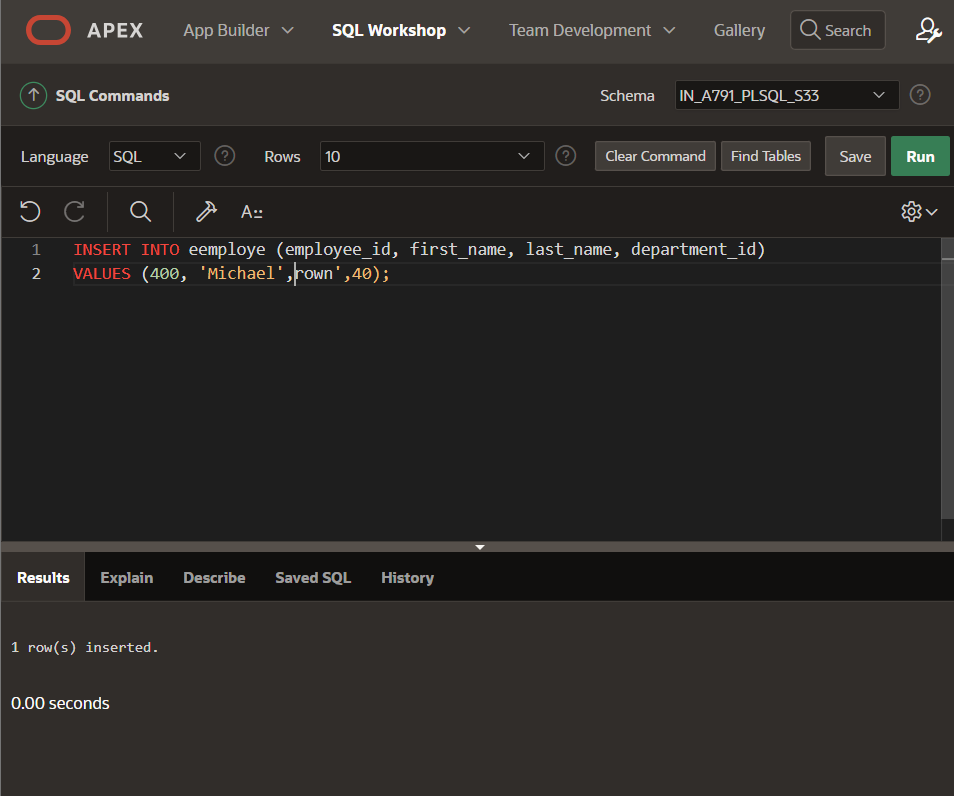 APEX App Builder SQL Workshop Team Development Gallery Search
SQL Commands Schema IN_A791_PLSQL_S33 ?
Language SQL ? Rows 10 ? Clear Command Find Tables Save Run
A::
1 INSERT INTO eemploye (employee_id, first_name, last_name, department_id)
2 VALUES (400, 'Michael',rown',40);
Results Explain Describe Saved SQL History
1 row(s) inserted.
0.00 seconds